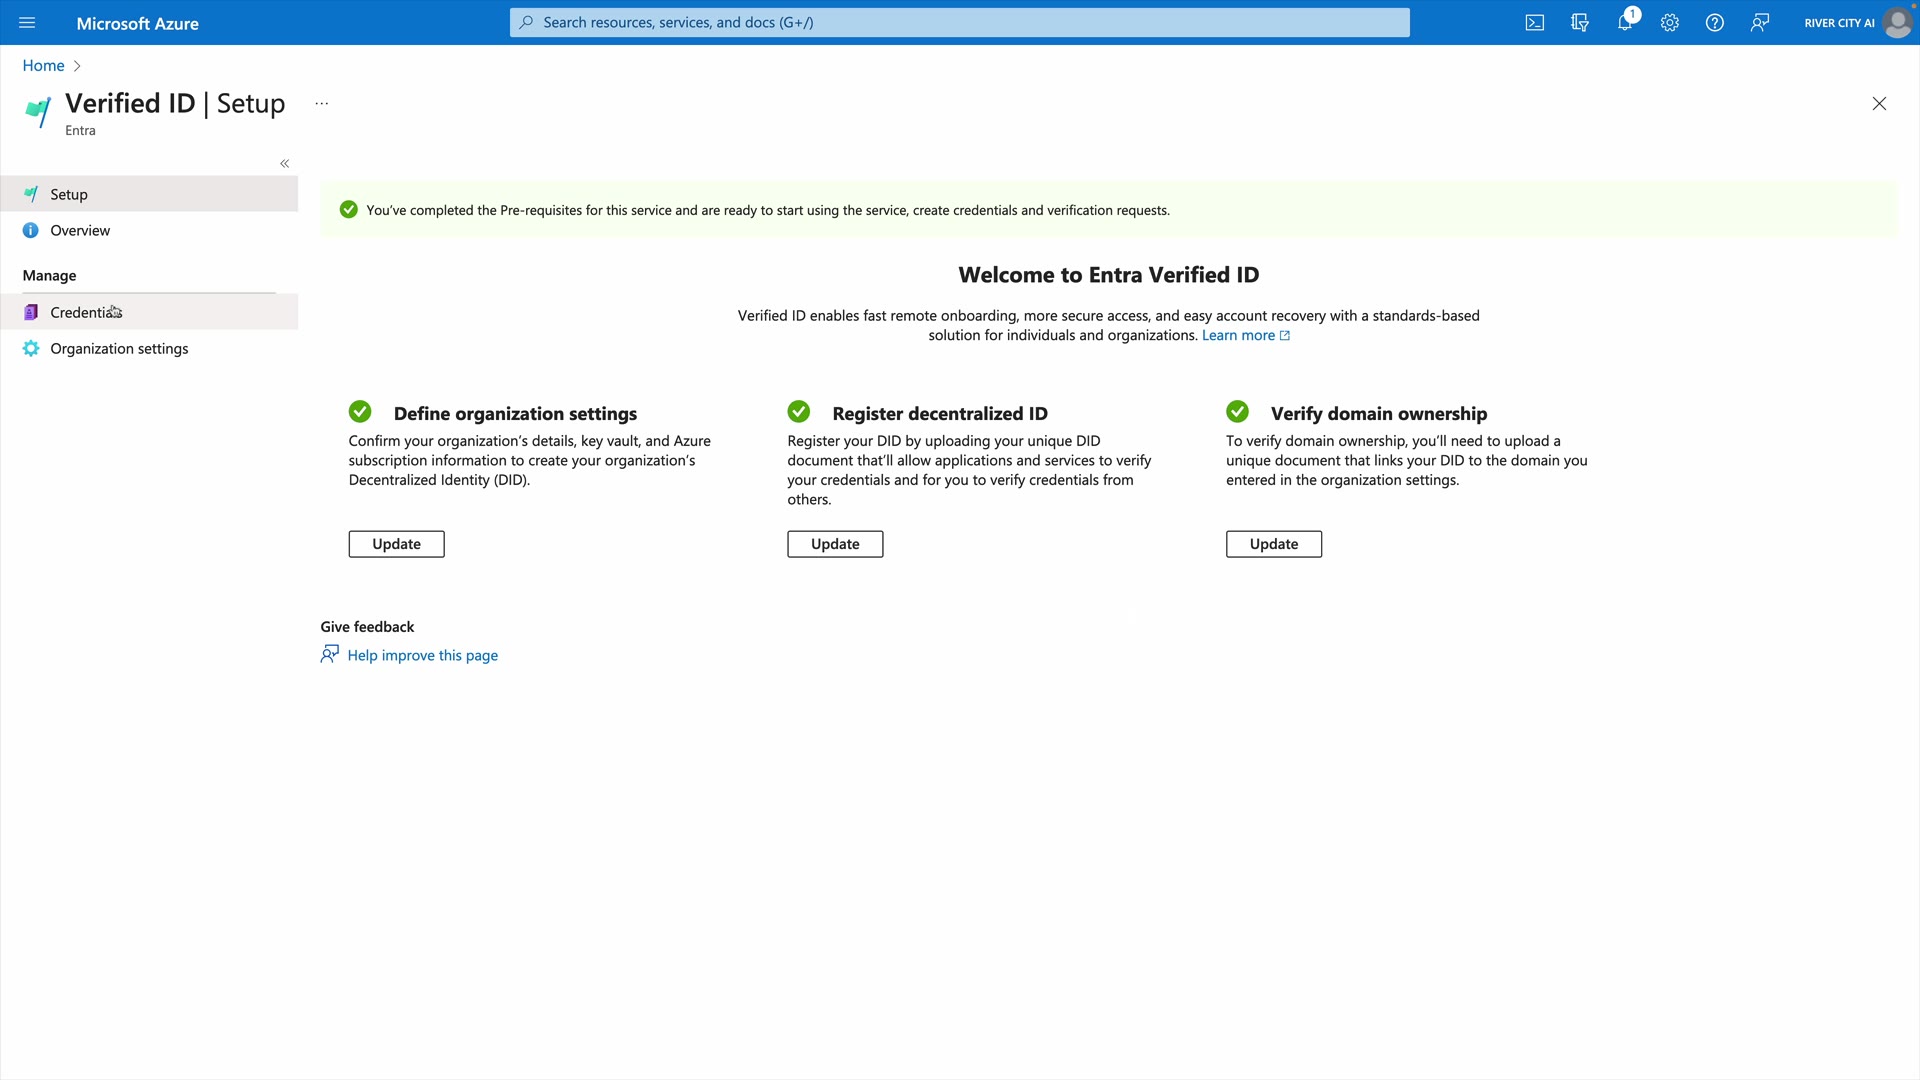 Microsoft Azure
Search resources, services, and docs (G+/)
1
RIVER CITY AI
Home
Verified ID | Setup
...
Entra
Setup
Overview
Manage
Credentials
Organization settings
You've completed the Pre-requisites for this service and are ready to start using the service, create credentials and verification requests.
Welcome to Entra Verified ID
Verified ID enables fast remote onboarding, more secure access, and easy account recovery with a standards-based
solution for individuals and organizations. Learn more
Define organization settings
Confirm your organization's details, key vault, and Azure
subscription information to create your organization's
Decentralized Identity (DID).
Update
Register decentralized ID
Register your DID by uploading your unique DID
document that'll allow applications and services to verify
your credentials and for you to verify credentials from
others.
Update
Verify domain ownership
To verify domain ownership, you'll need to upload a
unique document that links your DID to the domain you
entered in the organization settings.
Update
Give feedback
Help improve this page